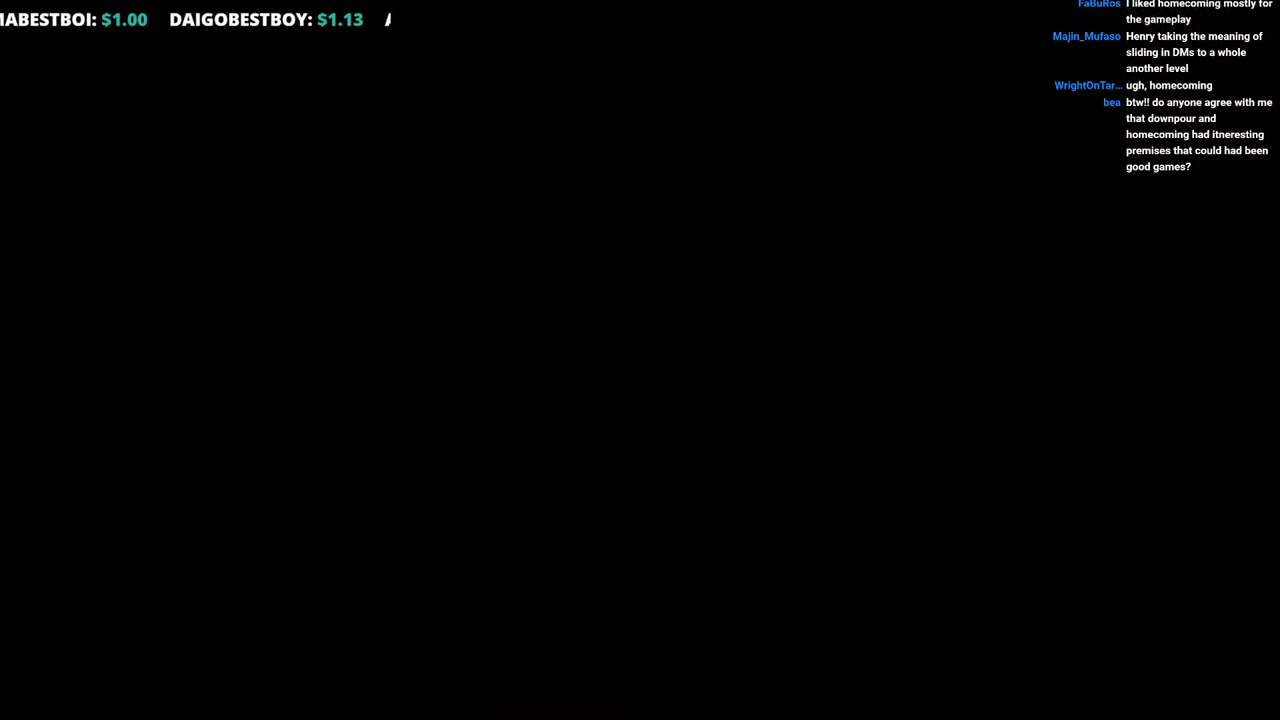 MABESTBOI: $1.00 DAIGOBESTBOY: $1.13
FaBuRos I liked homecoming mostly for
the gameplay
Majin_Mufaso Henry taking the meaning of
sliding in DMs to a whole
another level
WrightOnTar... ugh, homecoming
bea btw!! do anyone agree with me
that downpour and
homecoming had itneresting
premises that could had been
good games?